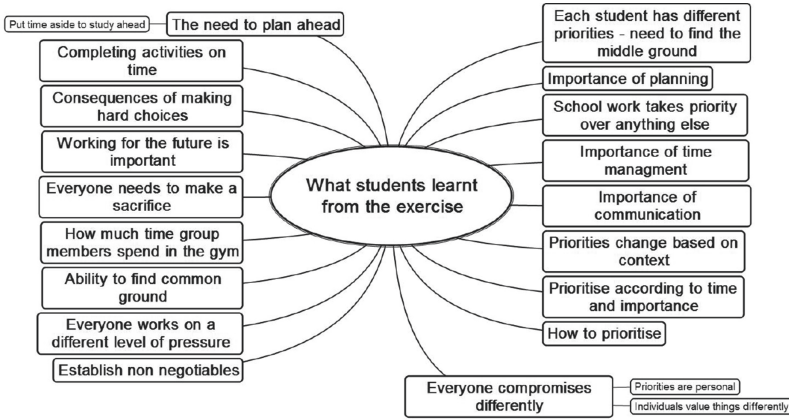 Put time aside to study ahead
The need to plan ahead
Completing activities on
time
Consequences of making
hard choices
Working for the future is
important
Everyone needs to make a
sacrifice
How much time group
members spend in the gym
Ability to find common
ground
Everyone works on a
different level of pressure
Establish non negotiables
What students learnt
from the exercise
Each student has different
priorities - need to find the
middle ground
Importance of planning
School work takes priority
over anything else
Importance of time
managment
Importance of
communication
Priorities change based on
context
Prioritise according to time
and importance
How to prioritise
Everyone compromises
differently
Priorities are personal
Individuals value things differently